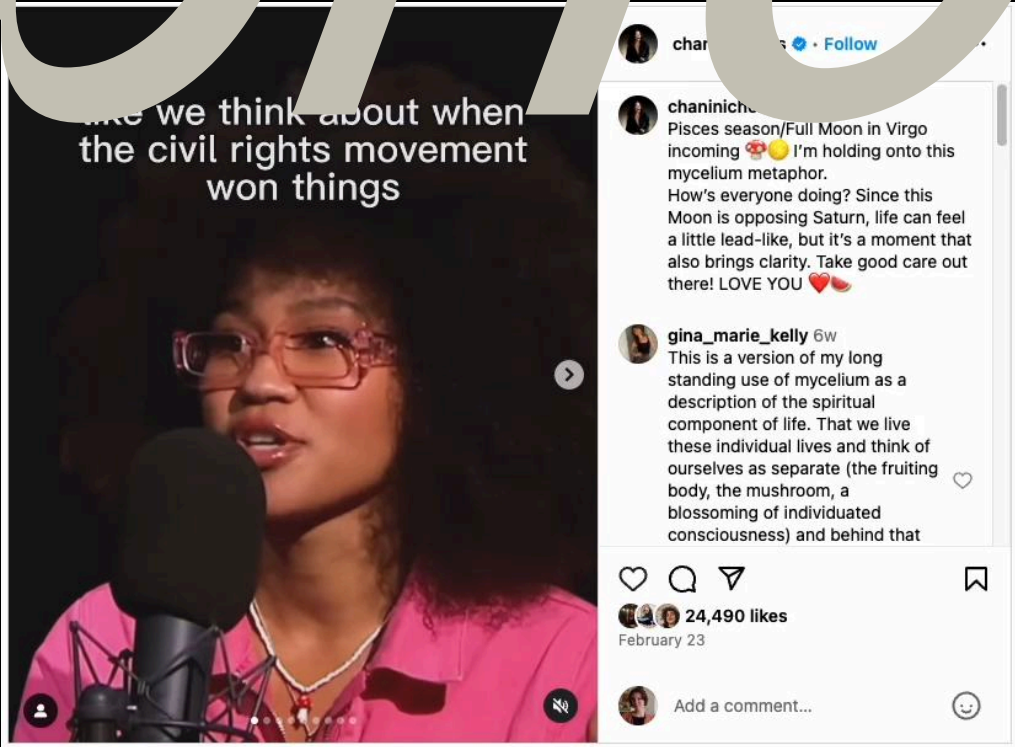 we think about when
the civil rights movement
won things
Follow
Pisces season/Full Moon in Virgo
incoming 🍄🌕 I'm holding onto this
mycelium metaphor.
How's everyone doing? Since this
Moon is opposing Saturn, life can feel
a little lead-like, but it's a moment that
also brings clarity. Take good care out
there! LOVE YOU ❤️🍉
gina_marie_kelly 6w
This is a version of my long
standing use of mycelium as a
description of the spiritual
component of life. That we live
these individual lives and think of
ourselves as separate (the fruiting
body, the mushroom, a
blossoming of individuated
consciousness) and behind that
24,490 likes
February 23
Add a comment...